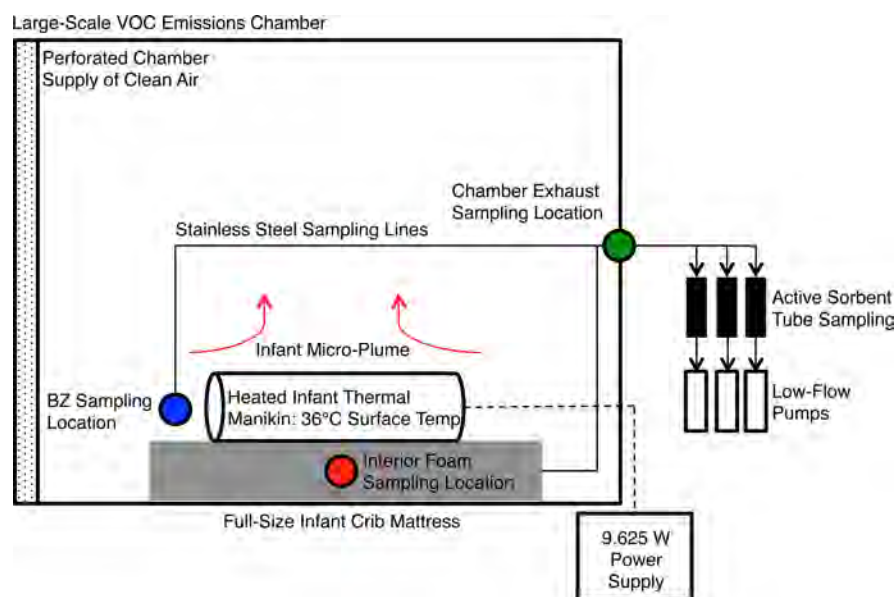 Large-Scale VOC Emissions Chamber
Perforated Chamber
Supply of Clean Air
Chamber Exhaust
Sampling Location
Stainless Steel Sampling Lines
Active Sorbent
Tube Sampling
Infant Micro-Plume
BZ Sampling
Location
Heated Infant Thermal
Manikin: 36°C Surface Temp
Low-Flow
Pumps
Interior Foam
Sampling Location
Full-Size Infant Crib Mattress
9.625 W
Power
Supply